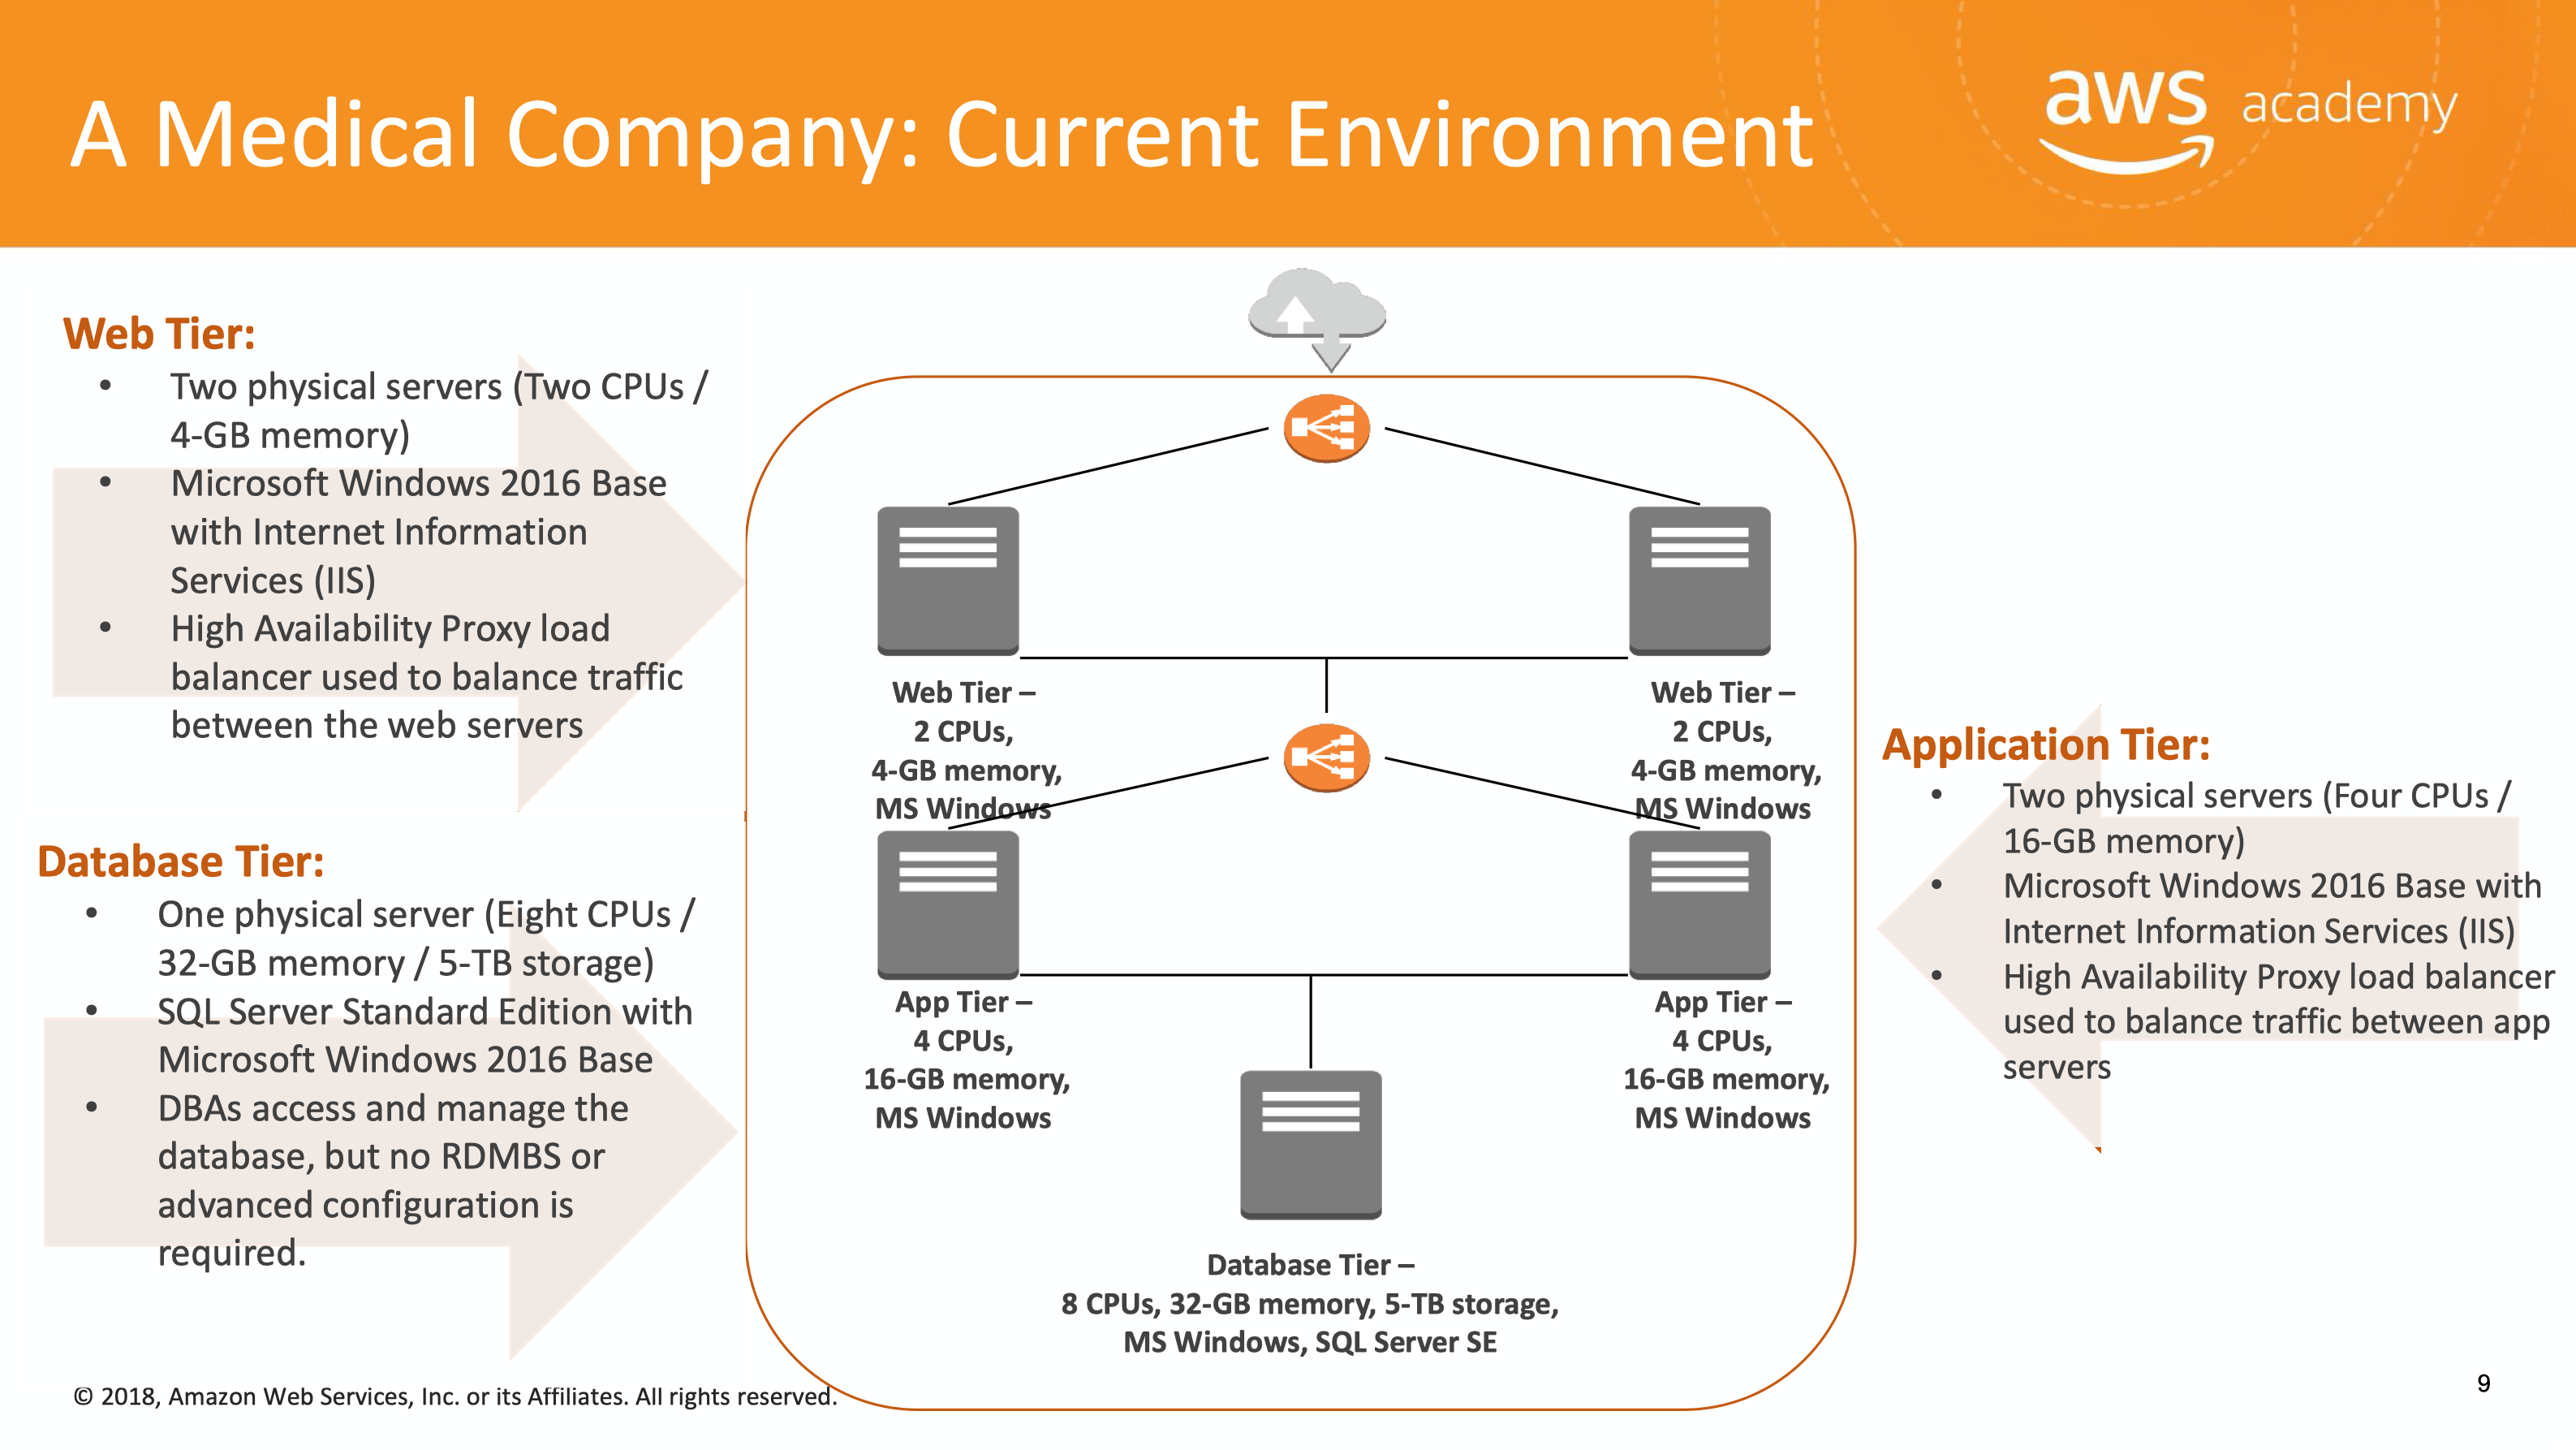 A Medical Company: Current Environment
aws academy
Web Tier:
• Two physical servers (Two CPUs /
4-GB memory)
• Microsoft Windows 2016 Base
with Internet Information
Services (IIS)
• High Availability Proxy load
balancer used to balance traffic
between the web servers
Database Tier:
• One physical server (Eight CPUs /
32-GB memory / 5-TB storage)
• SQL Server Standard Edition with
Microsoft Windows 2016 Base
• DBAs access and manage the
database, but no RDMBS or
advanced configuration is
required.
Web Tier –
2 CPUs,
4-GB memory,
MS Windows
Web Tier –
2 CPUs,
4-GB memory,
MS Windows
App Tier –
4 CPUs,
16-GB memory,
MS Windows
App Tier –
4 CPUs,
16-GB memory,
MS Windows
Database Tier –
8 CPUs, 32-GB memory, 5-TB storage,
MS Windows, SQL Server SE
Application Tier:
• Two physical servers (Four CPUs /
16-GB memory)
• Microsoft Windows 2016 Base with
Internet Information Services (IIS)
• High Availability Proxy load balancer
used to balance traffic between app
servers
© 2018, Amazon Web Services, Inc. or its Affiliates. All rights reserved.
9